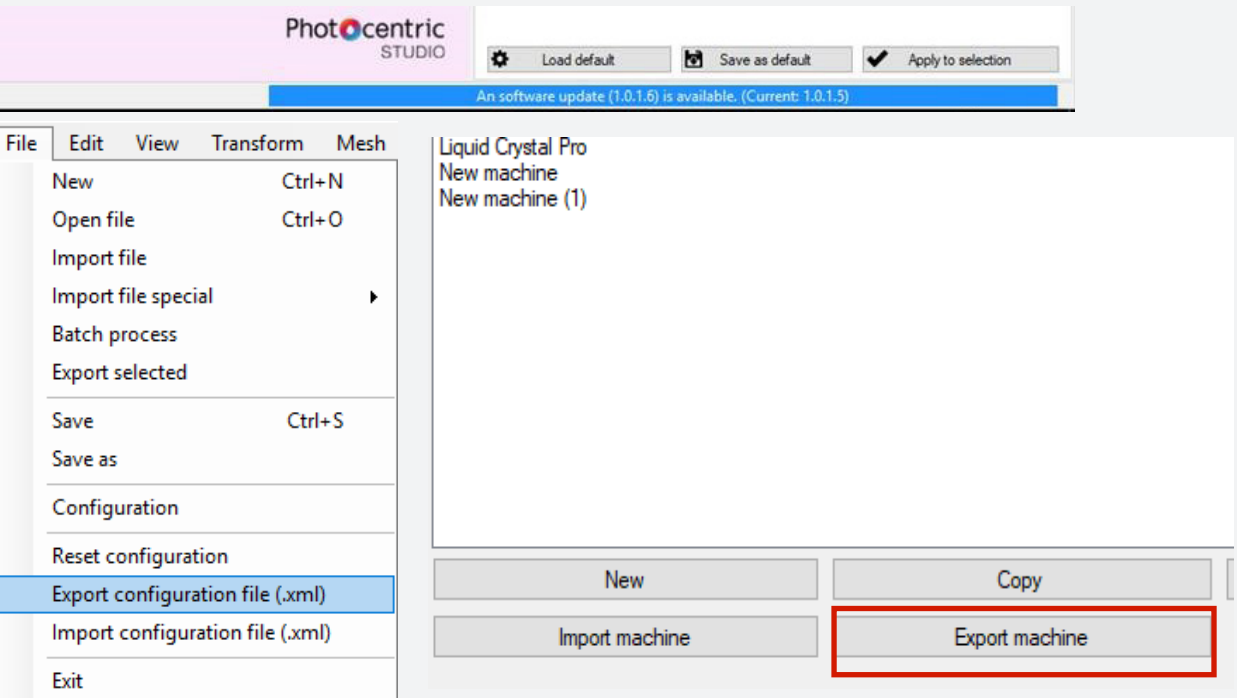 Photocentric
STUDIO
Load default
Save as default
Apply to selection
An software update (1.0.1.6) is available. (Current: 1.0.1.5)
File Edit View Transform Mesh
New Ctrl+N
Open file Ctrl+O
Import file
Import file special
Batch process
Export selected
Save Ctrl+S
Save as
Configuration
Reset configuration
Export configuration file (.xml)
Import configuration file (.xml)
Exit
Liquid Crystal Pro
New machine
New machine (1)
New
Copy
Import machine
Export machine